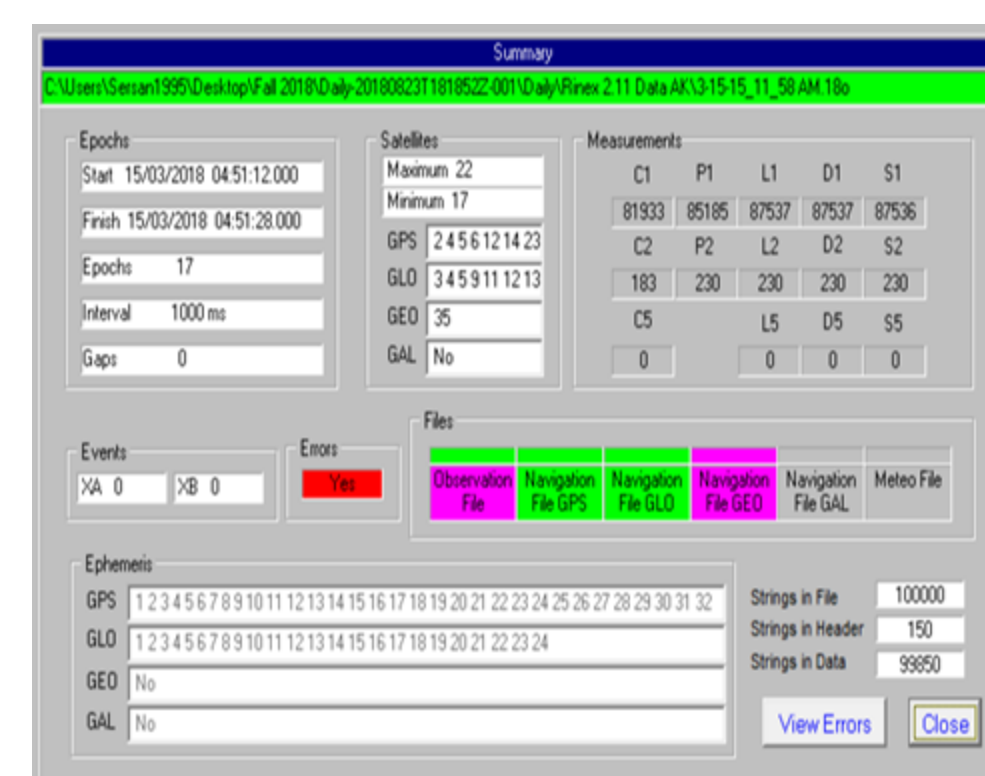 Summary
C:\Users\Sersan1995\Desktop\Fall 2018\Daily-20180823T181852Z-001\Daily\Rinex 2.11 Data AK\3-15-15_11_58 AM.18o
Epochs
Start 15/03/2018 04:51:12.000
Finish 15/03/2018 04:51:28.000
Epochs 17
Interval 1000 ms
Gaps 0
Satellites
Maximum 22
Minimum 17
GPS 2 4 5 6 12 14 23
GLO 3 4 5 9 11 12 13
GEO 35
GAL No
Measurements
C1 P1 L1 D1 S1
81933 85185 87537 87537 87536
C2 P2 L2 D2 S2
183 230 230 230 230
C5 L5 D5 S5
0 0 0 0
Events
XA 0 XB 0
Errors
Yes
Files
Observation File
Navigation File GPS
Navigation File GLO
Navigation File GEO
Navigation File GAL
Meteo File
Ephemeris
GPS 1 2 3 4 5 6 7 8 9 10 11 12 13 14 15 16 17 18 19 20 21 22 23 24 25 26 27 28 29 30 31 32
GLO 1 2 3 4 5 6 7 8 9 10 11 12 13 14 15 16 17 18 19 20 21 22 23 24
GEO No
GAL No
Strings in File 100000
Strings in Header 150
Strings in Data 99850
View Errors
Close